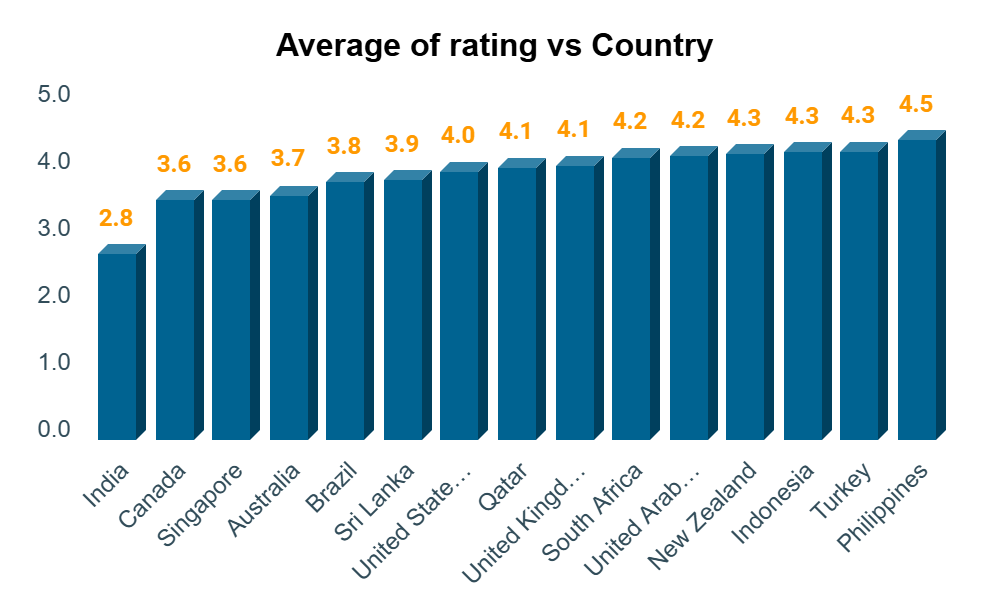 Average of rating vs Country
5.0
4.0
3.0
2.0
1.0
0.0
2.8
3.6
3.6
3.7
3.8
3.9
4.0
4.1
4.1
4.2
4.2
4.3
4.3
4.3
4.5
India
Canada
Singapore
Australia
Brazil
Sri Lanka
United State…
Qatar
United Kingd…
South Africa
United Arab…
New Zealand
Indonesia
Turkey
Philippines